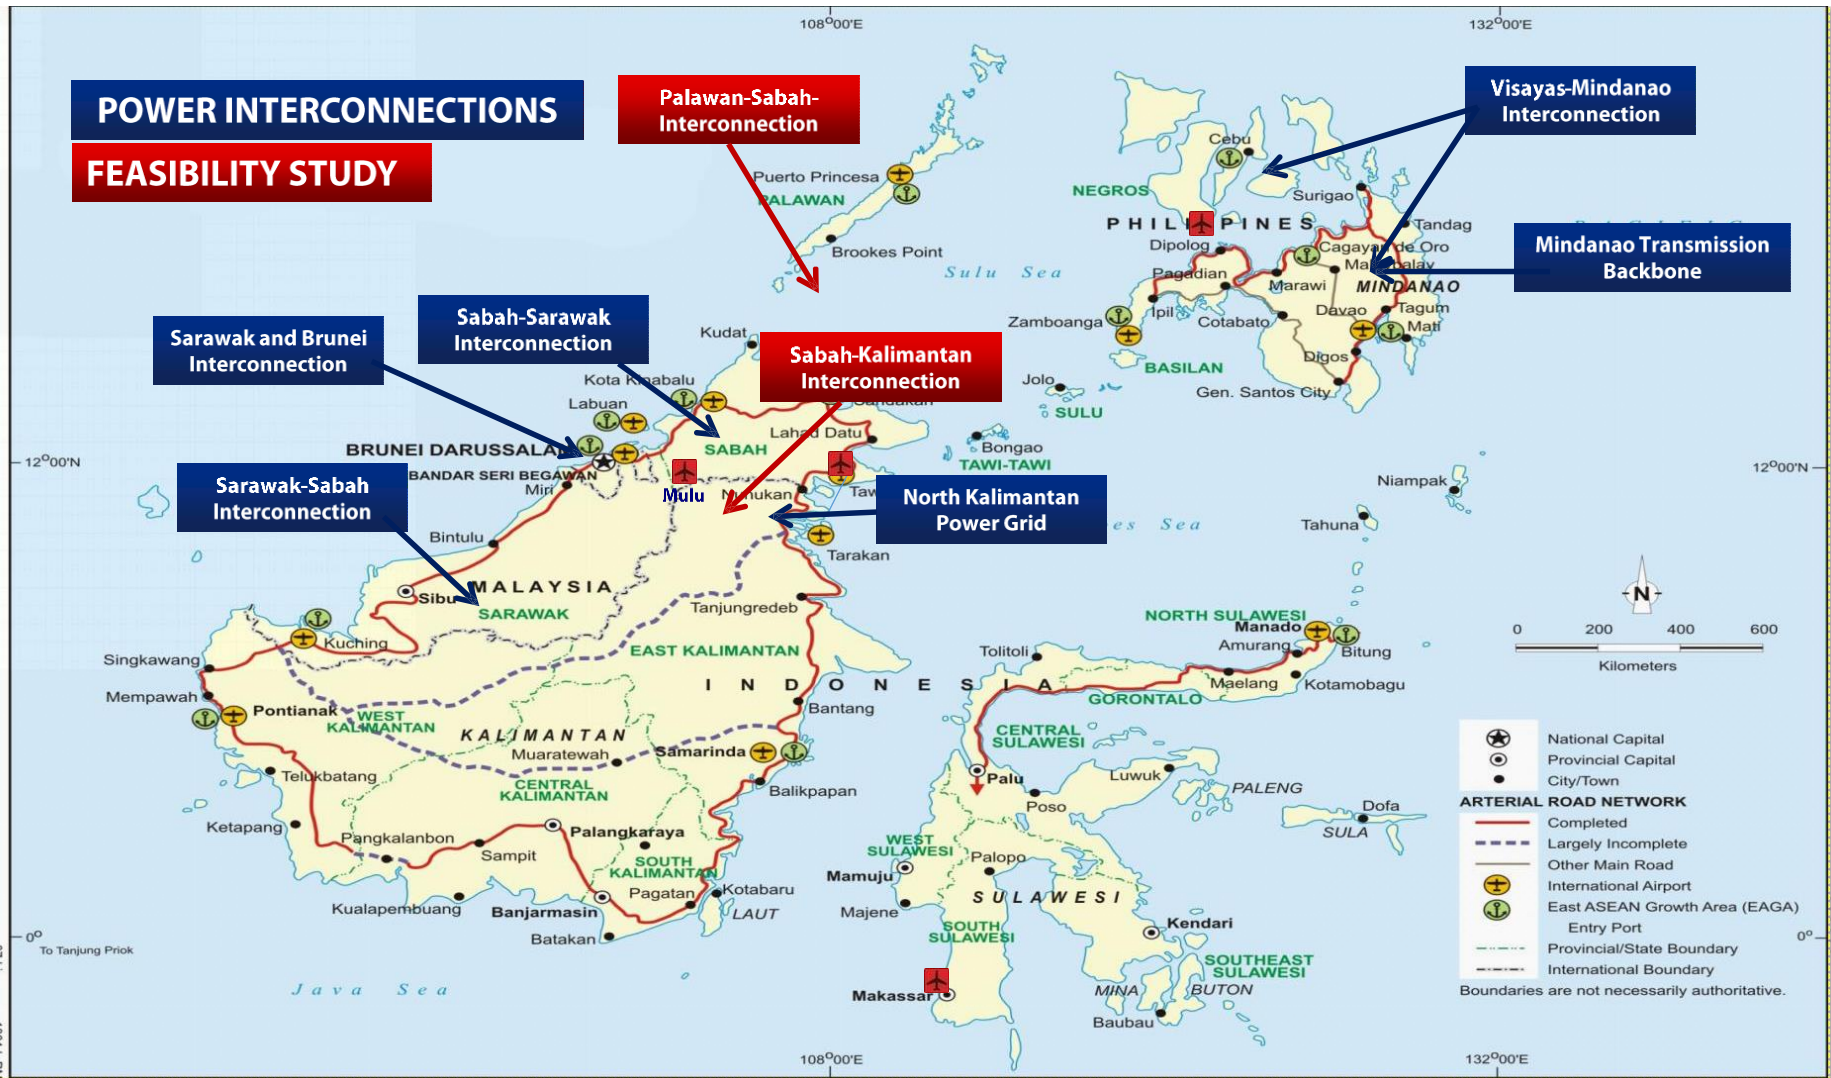 108°00'E
132°00'E
POWER INTERCONNECTIONS
FEASIBILITY STUDY
Palawan-Sabah-
Interconnection
Visayas-Mindanao
Interconnection
Mindanao Transmission
Backbone
Sarawak and Brunei
Interconnection
Sabah-Sarawak
Interconnection
Sabah-Kalimantan
Interconnection
Sarawak-Sabah
Interconnection
North Kalimantan
Power Grid
Cebu
Puerto Princesa
PALAWAN
NEGROS
Surigao
PHILIPPINES
Tandag
Brookes Point
Dipolog
Cagayan de Oro
Sulu Sea
Pagadian
Marawi
MINDANAO
Ipil
Davao
Tagum
Zamboanga
Cotabato
Mati
Kudat
Digos
BASILAN
Kota Kinabalu
Jolo
Gen. Santos City
Labuan
SULU
Sandakan
Lahad Datu
BRUNEI DARUSSALA
SABAH
Bongao
12°00'N
TAWI-TAWI
12°00'N
BANDAR SERI BEGAWAN
Miri
Mulu
Nunukan
Taw
Niampak
Tahuna
es Sea
Bintulu
Tarakan
MALAYSIA
Sibu
SARAWAK
Tanjungredeb
N
NORTH SULAWESI
Manado
Kuching
EAST KALIMANTAN
Tolitoli
Amurang
Bitung
0 200 400 600
Kilometers
Singkawang
INDONESIA
Maelang
Kotamobagu
Mempawah
GORONTALO
Pontianak
WEST
KALIMANTAN
Bantang
KALIMANTAN
CENTRAL
SULAWESI
Muaratewah
Samarinda
Telukbatang
Palu
Luwuk
CENTRAL
KALIMANTAN
Balikpapan
PALENG
Poso
Dofa
SULA
Ketapang
Pangkalanbon
Palangkaraya
Sampit
WEST
SULAWESI
Palopo
SOUTH
KALIMANTAN
Mamuju
Pagatan
Kotabaru
SULAWESI
Kualapembuang
Banjarmasin
LAUT
Majene
Kendari
Batakan
SOUTH
SULAWESI
0°
To Tanjung Priok
0°
SOUTHEAST
SULAWESI
Java Sea
Makassar
MINA
BUTON
Baubau
National Capital
Provincial Capital
City/Town
ARTERIAL ROAD NETWORK
Completed
Largely Incomplete
Other Main Road
International Airport
East ASEAN Growth Area (EAGA)
Entry Port
Provincial/State Boundary
International Boundary
Boundaries are not necessarily authoritative.
108°00'E
132°00'E